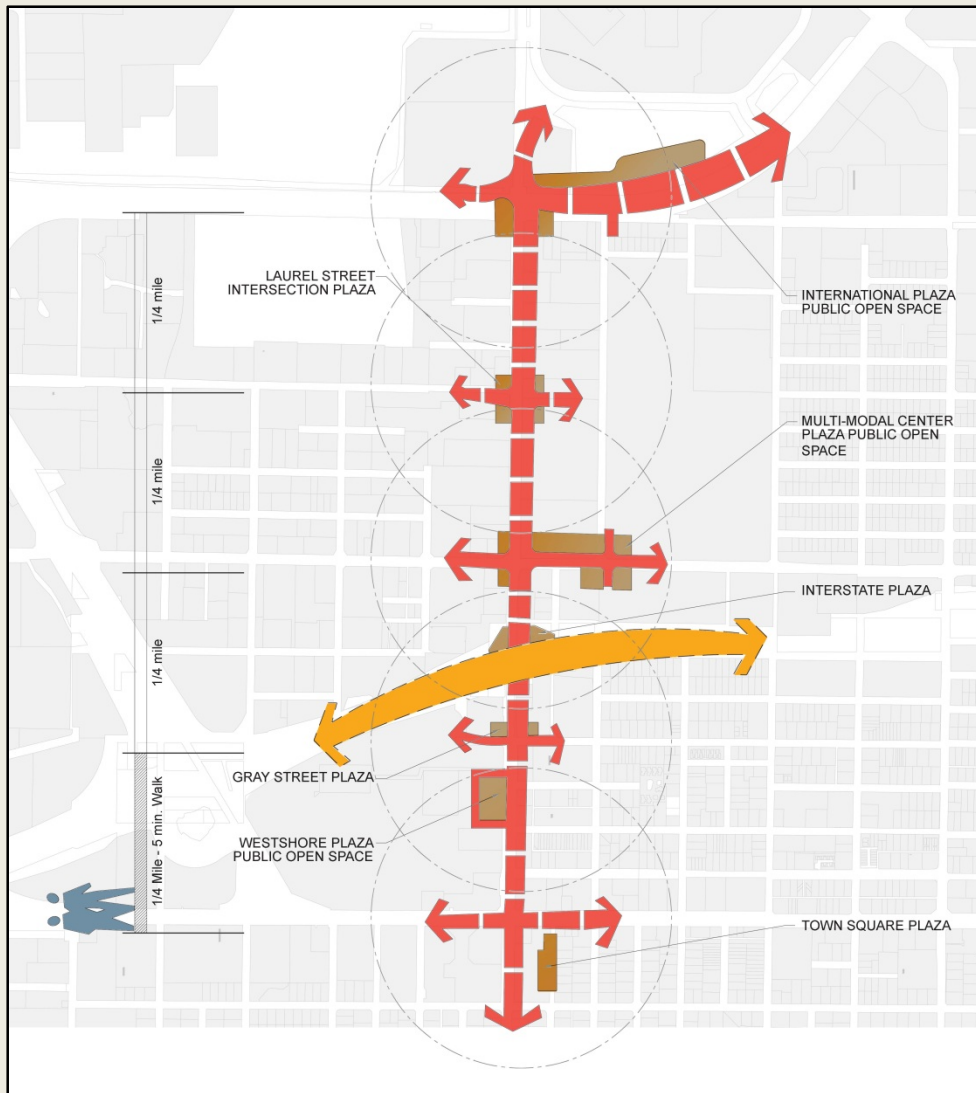 LAUREL STREET
INTERSECTION PLAZA
INTERNATIONAL PLAZA
PUBLIC OPEN SPACE
1/4 mile
MULTI-MODAL CENTER
PLAZA PUBLIC OPEN
SPACE
1/4 mile
INTERSTATE PLAZA
1/4 mile
GRAY STREET PLAZA
WESTSHORE PLAZA
PUBLIC OPEN SPACE
1/4 Mile - 5 min. Walk
TOWN SQUARE PLAZA